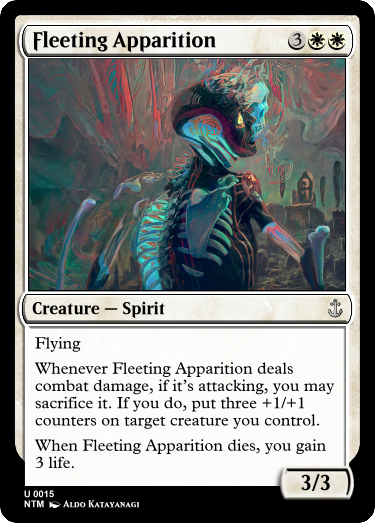 Fleeting Apparition 3
Creature — Spirit
Flying
Whenever Fleeting Apparition deals
combat damage, if it's attacking, you may
sacrifice it. If you do, put three +1/+1
counters on target creature you control.
When Fleeting Apparition dies, you gain
3 life.
3/3
U 0015
NTM Aldo Katayanagi